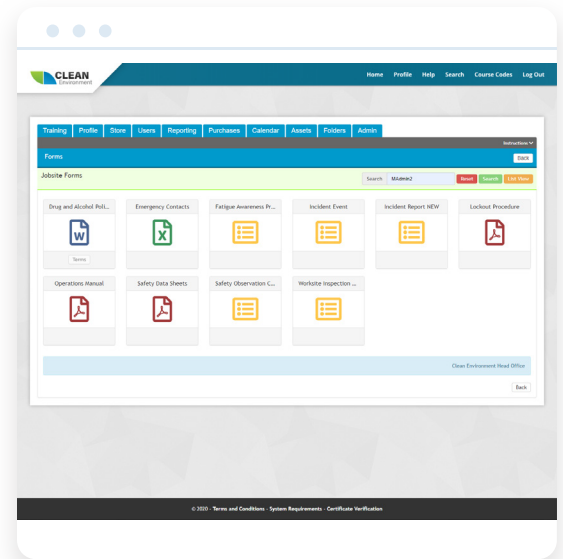 CLEAN
Environment
Home Profile Help Search Course Codes Log Out
Training Profile Store Users Reporting Purchases Calendar Assets Folders Admin
Instructions
Forms Back
Jobsite Forms Search MAdmin2 Reset Search List View
Drug and Alcohol Poli... Emergency Contacts Fatigue Awareness Pr... Incident Event Incident Report NEW Lockout Procedure
W X
Terms
Operations Manual Safety Data Sheets Safety Observation C... Worksite Inspection ...
Clean Environment Head Office
Back
© 2020 - Terms and Conditions - System Requirements - Certificate Verification